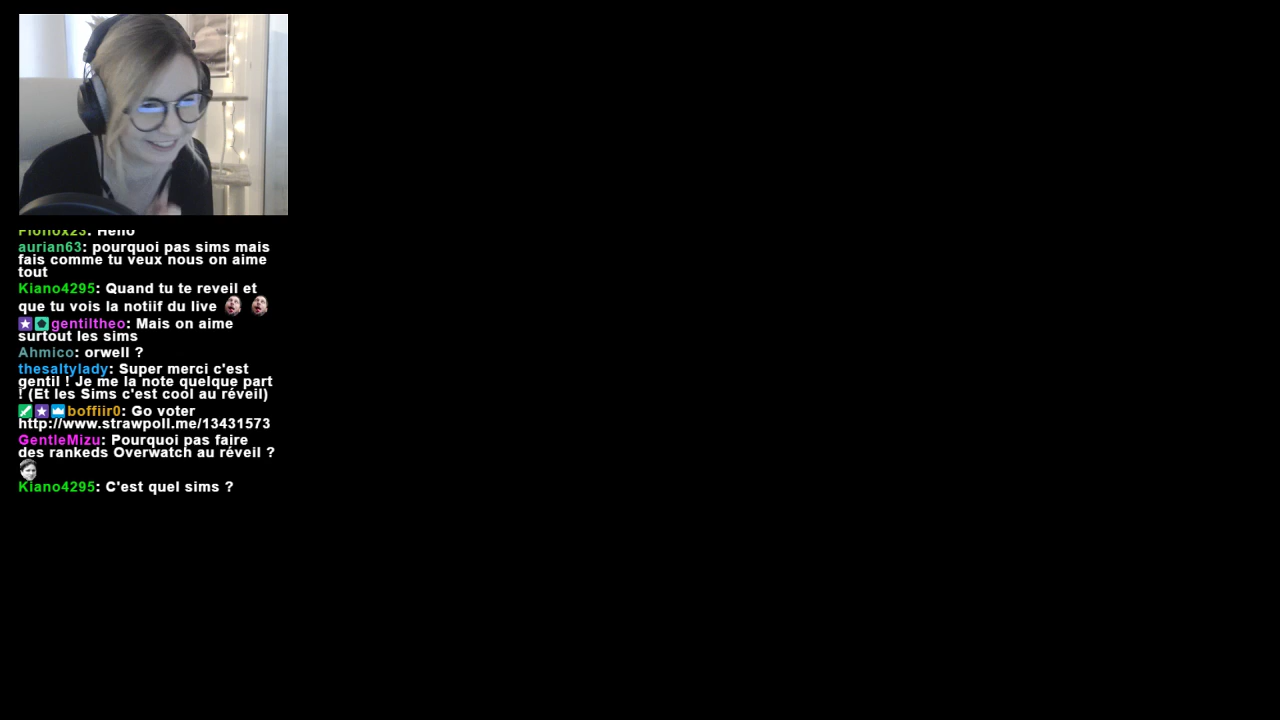 Fionox23: Hello
aurian63: pourquoi pas sims mais
fais comme tu veux nous on aime
tout
Kiano4295: Quand tu te reveil et
que tu vois la notiif du live
gentiltheo: Mais on aime
surtout les sims
Ahmico: orwell ?
thesaltylady: Super merci c'est
gentil ! Je me la note quelque part
! (Et les Sims c'est cool au réveil)
boffiir0: Go voter
http://www.strawpoll.me/13431573
GentleMizu: Pourquoi pas faire
des rankeds Overwatch au réveil ?
Kiano4295: C'est quel sims ?